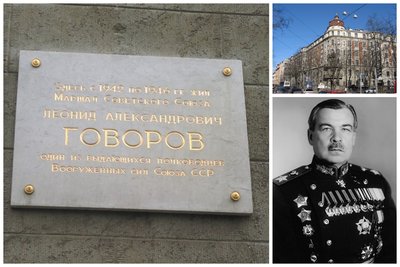 Здесь с 1942 по 1946 гг жил
Маршал Советского Союза
Леонид Александрович
ГОВОРОВ
один из выдающихся полководцев
Вооруженных сил Союза ССР